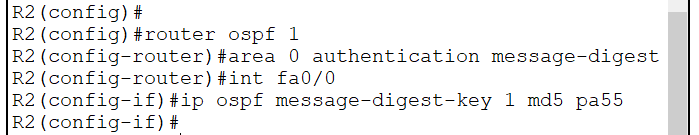 R2(config)#
R2(config)#router ospf 1
R2(config-router)#area 0 authentication message-digest
R2(config-router)#int fa0/0
R2(config-if)#ip ospf message-digest-key 1 md5 pa55
R2(config-if)#